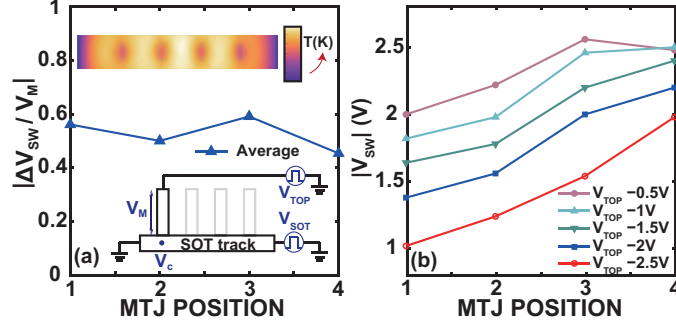 |ΔV_SW / V_M|
1
0.8
0.6
0.4
0.2
0
T(K)
Average
V_TOP
V_M
V_SOT
SOT track
V_c
(a)
1 2 3 4
MTJ POSITION
|V_SW| (V)
2.5
2
1.5
1
V_TOP −0.5V
V_TOP −1V
V_TOP −1.5V
V_TOP −2V
V_TOP −2.5V
(b)
1 2 3 4
MTJ POSITION